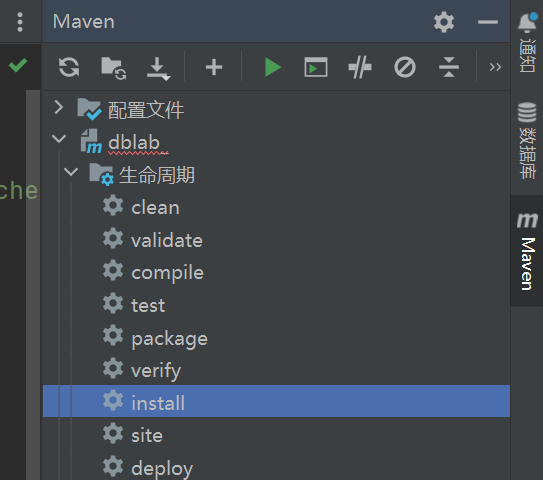 Maven
通知
配置文件
dblab
数据库
che
生命周期
clean
validate
Maven
compile
test
package
verify
install
site
deploy